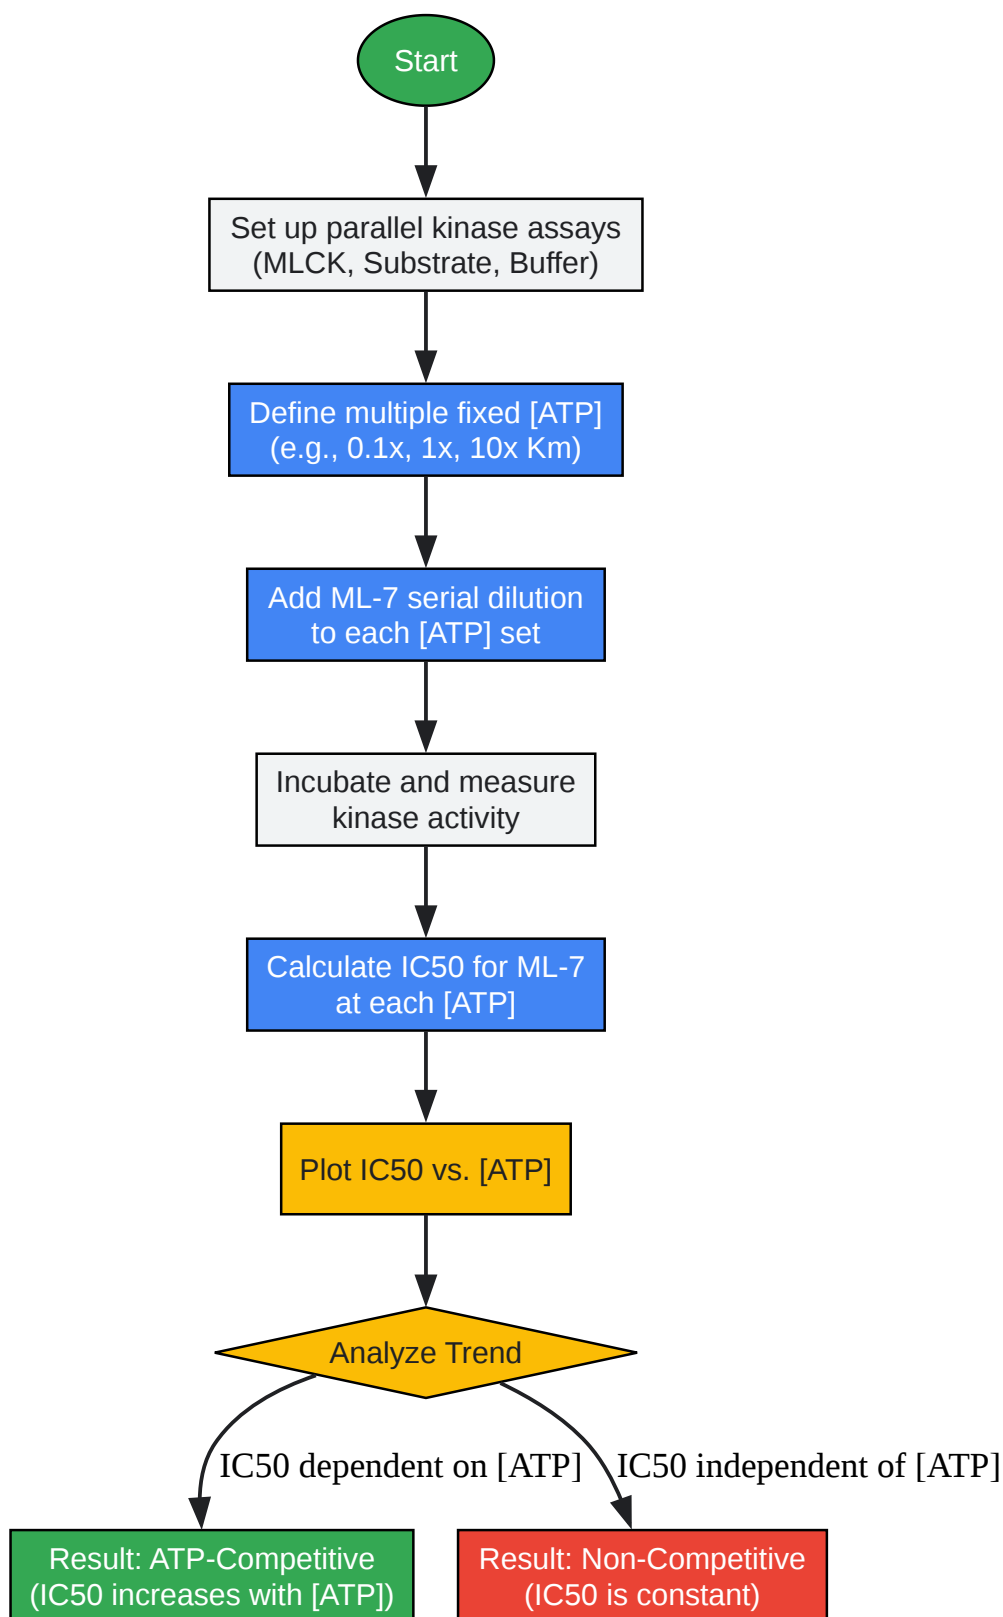 Start
Set up parallel kinase assays
(MLCK, Substrate, Buffer)
Define multiple fixed [ATP]
(e.g., 0.1x, 1x, 10x Km)
Add ML-7 serial dilution
to each [ATP] set
Incubate and measure
kinase activity
Calculate IC50 for ML-7
at each [ATP]
Plot IC50 vs. [ATP]
Analyze Trend
IC50 dependent on [ATP]
IC50 independent of [ATP]
Result: ATP-Competitive
(IC50 increases with [ATP])
Result: Non-Competitive
(IC50 is constant)